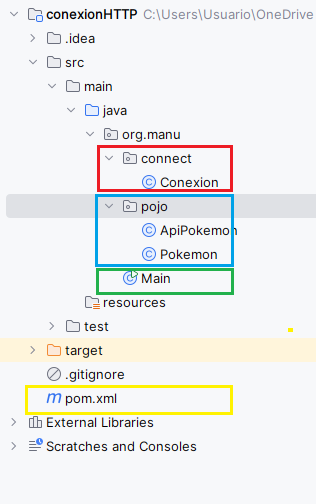 conexionHTTP C:\Users\Usuario\OneDrive
.idea
src
main
java
org.manu
connect
Conexion
pojo
ApiPokemon
Pokemon
Main
resources
test
target
.gitignore
pom.xml
External Libraries
Scratches and Consoles